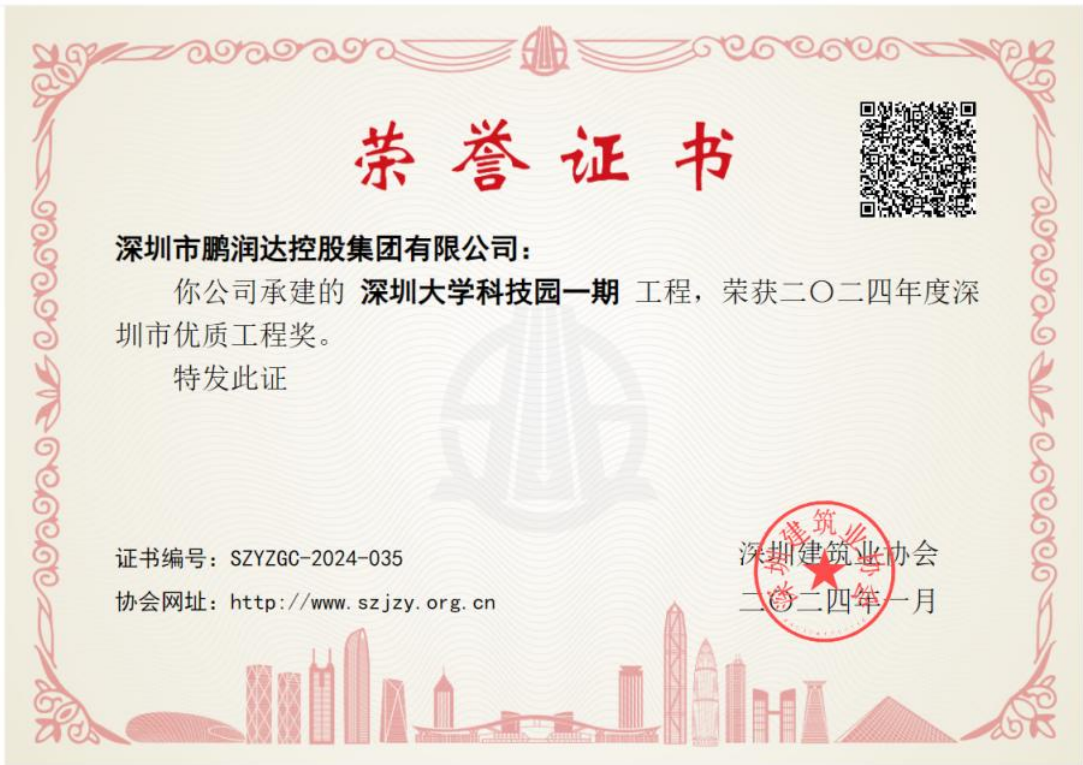 荣誉证书
深圳市鹏润达控股集团有限公司：
你公司承建的 深圳大学科技园一期 工程，荣获二〇二四年度深
圳市优质工程奖。
特发此证
证书编号：SZYZGC-2024-035
深圳建筑业协会
协会网址：http://www.szjzy.org.cn
二〇二四年一月
深圳建筑业协会